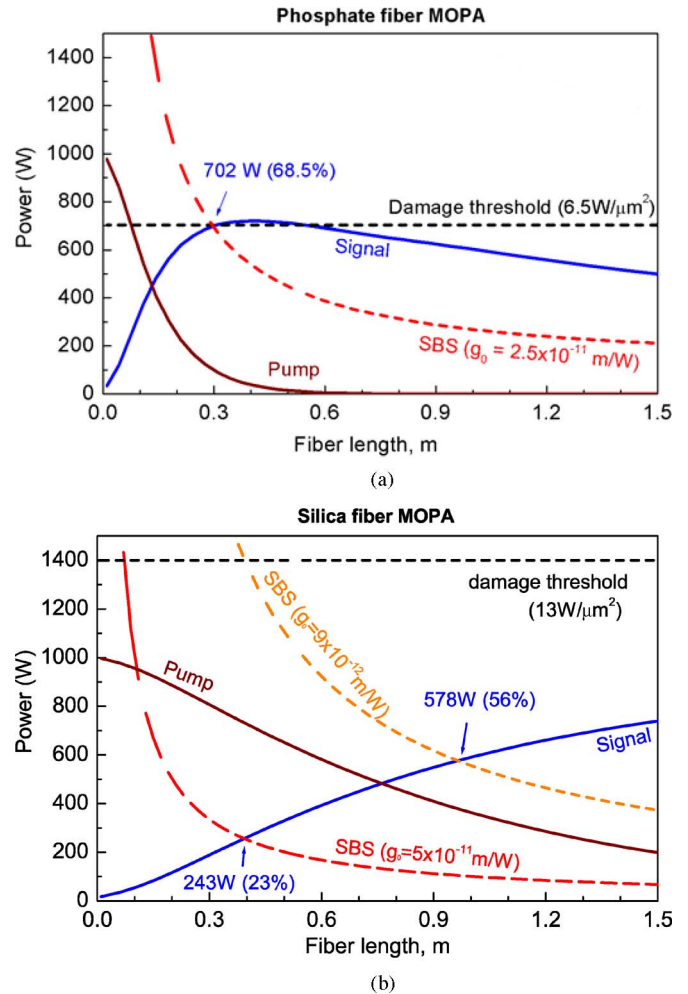 Phosphate fiber MOPA
1400
1200
1000
800
600
400
200
0
Power (W)
702 W (68.5%)
Damage threshold (6.5W/μm²)
Signal
SBS (g₀ = 2.5x10⁻¹¹ m/W)
Pump
0.0 0.3 0.6 0.9 1.2 1.5
Fiber length, m
(a)
Silica fiber MOPA
1400
1200
1000
800
600
400
200
0
Power (W)
damage threshold
(13W/μm²)
SBS (g₀=9x10⁻¹² m/W)
Pump
578W (56%)
Signal
SBS (g₀=5x10⁻¹¹m/W)
243W (23%)
0.0 0.3 0.6 0.9 1.2 1.5
Fiber length, m
(b)